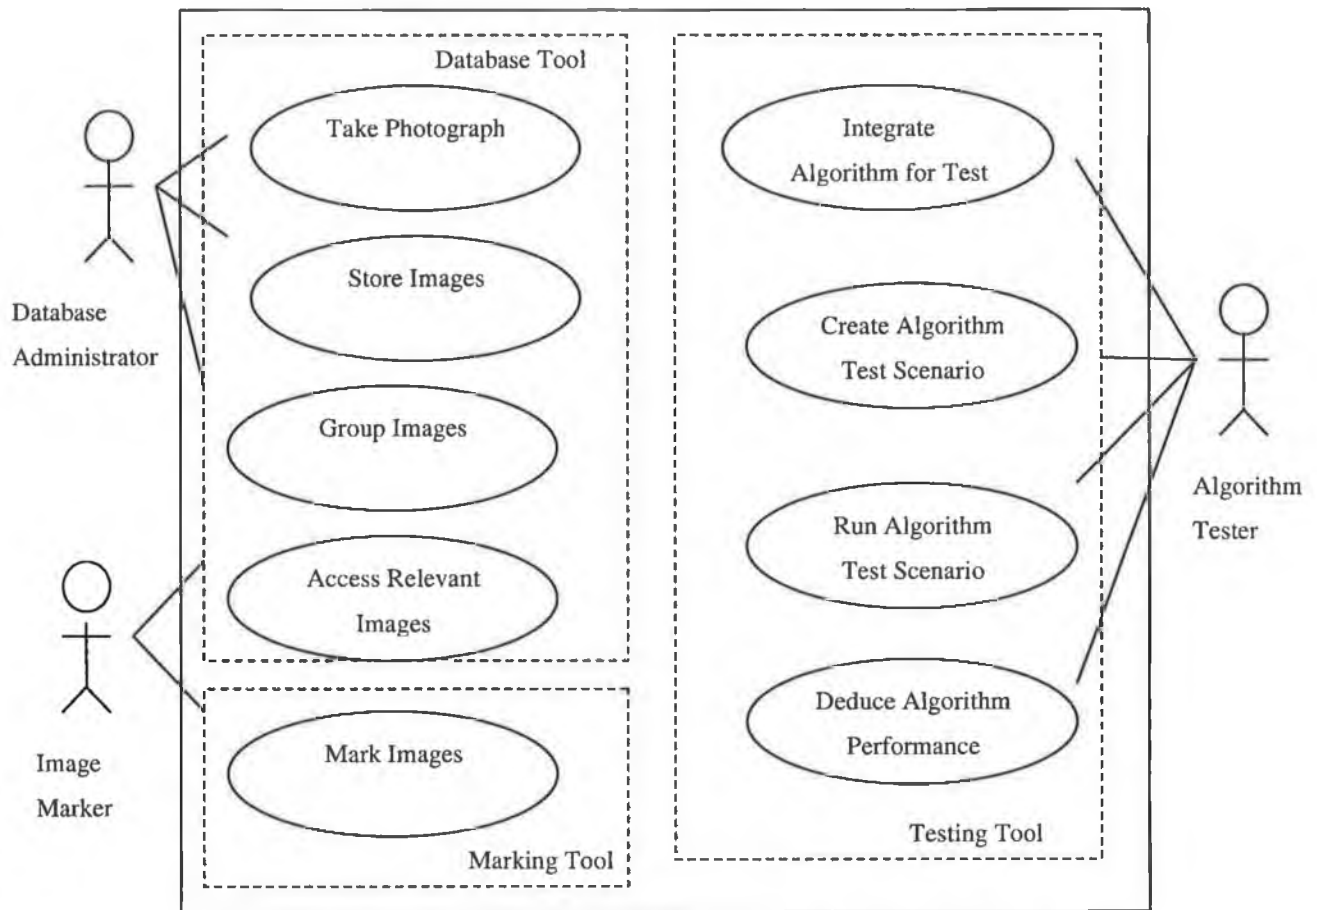 Database Tool
Take Photograph
Store Images
Group Images
Access Relevant
Images
Database
Administrator
Image
Marker
Mark Images
Marking Tool
Integrate
Algorithm for Test
Create Algorithm
Test Scenario
Run Algorithm
Test Scenario
Deduce Algorithm
Performance
Testing Tool
Algorithm
Tester